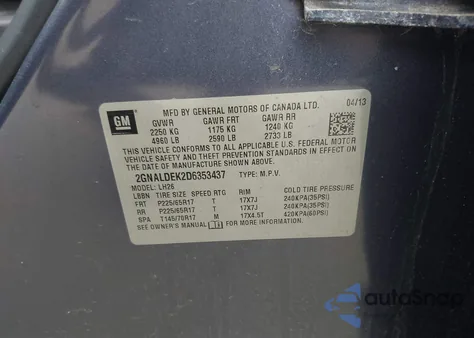 GM
MFD BY GENERAL MOTORS OF CANADA LTD. 04/13
GVWR GAWR FRT GAWR RR
2250 KG 1175 KG 1240 KG
4960 LB 2590 LB 2733 LB
THIS VEHICLE CONFORMS TO ALL APPLICABLE U.S. FEDERAL MOTOR
VEHICLE SAFETY, BUMPER, AND THEFT PREVENTION STANDARDS IN EFFECT ON
THE DATE OF MANUFACTURE SHOWN ABOVE.
2GNALDEK2D6353437 TYPE: M.P.V.
MODEL: LH26
LBBN TIRE SIZE SPEED RTG RIM COLD TIRE PRESSURE
FRT P225/65R17 T 17X7J 240KPA(35PSI)
RR P225/65R17 T 17X7J 240KPA(35PSI)
SPA T145/70R17 M 17X4.5T 420KPA(60PSI)
SEE OWNER'S MANUAL FOR MORE INFORMATION.
autoSnap